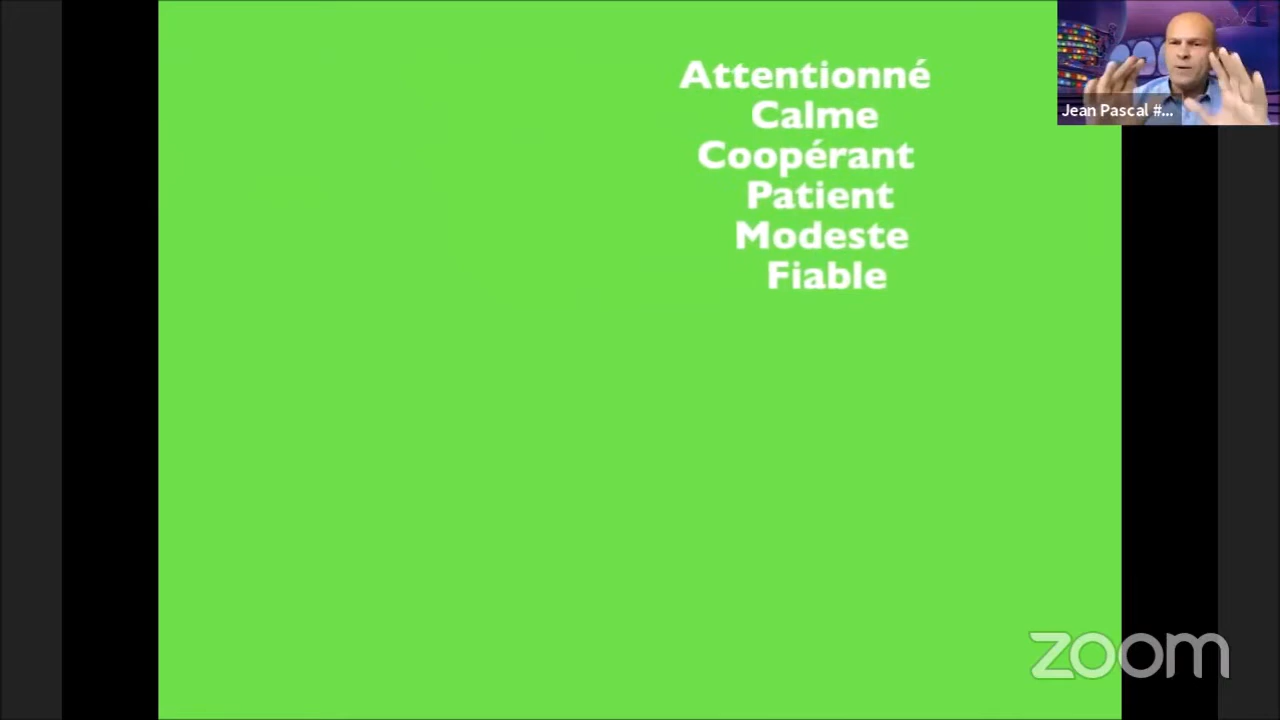 Attentionné
Calme
Coopérant
Patient
Modeste
Fiable
Jean Pascal #...
zoom